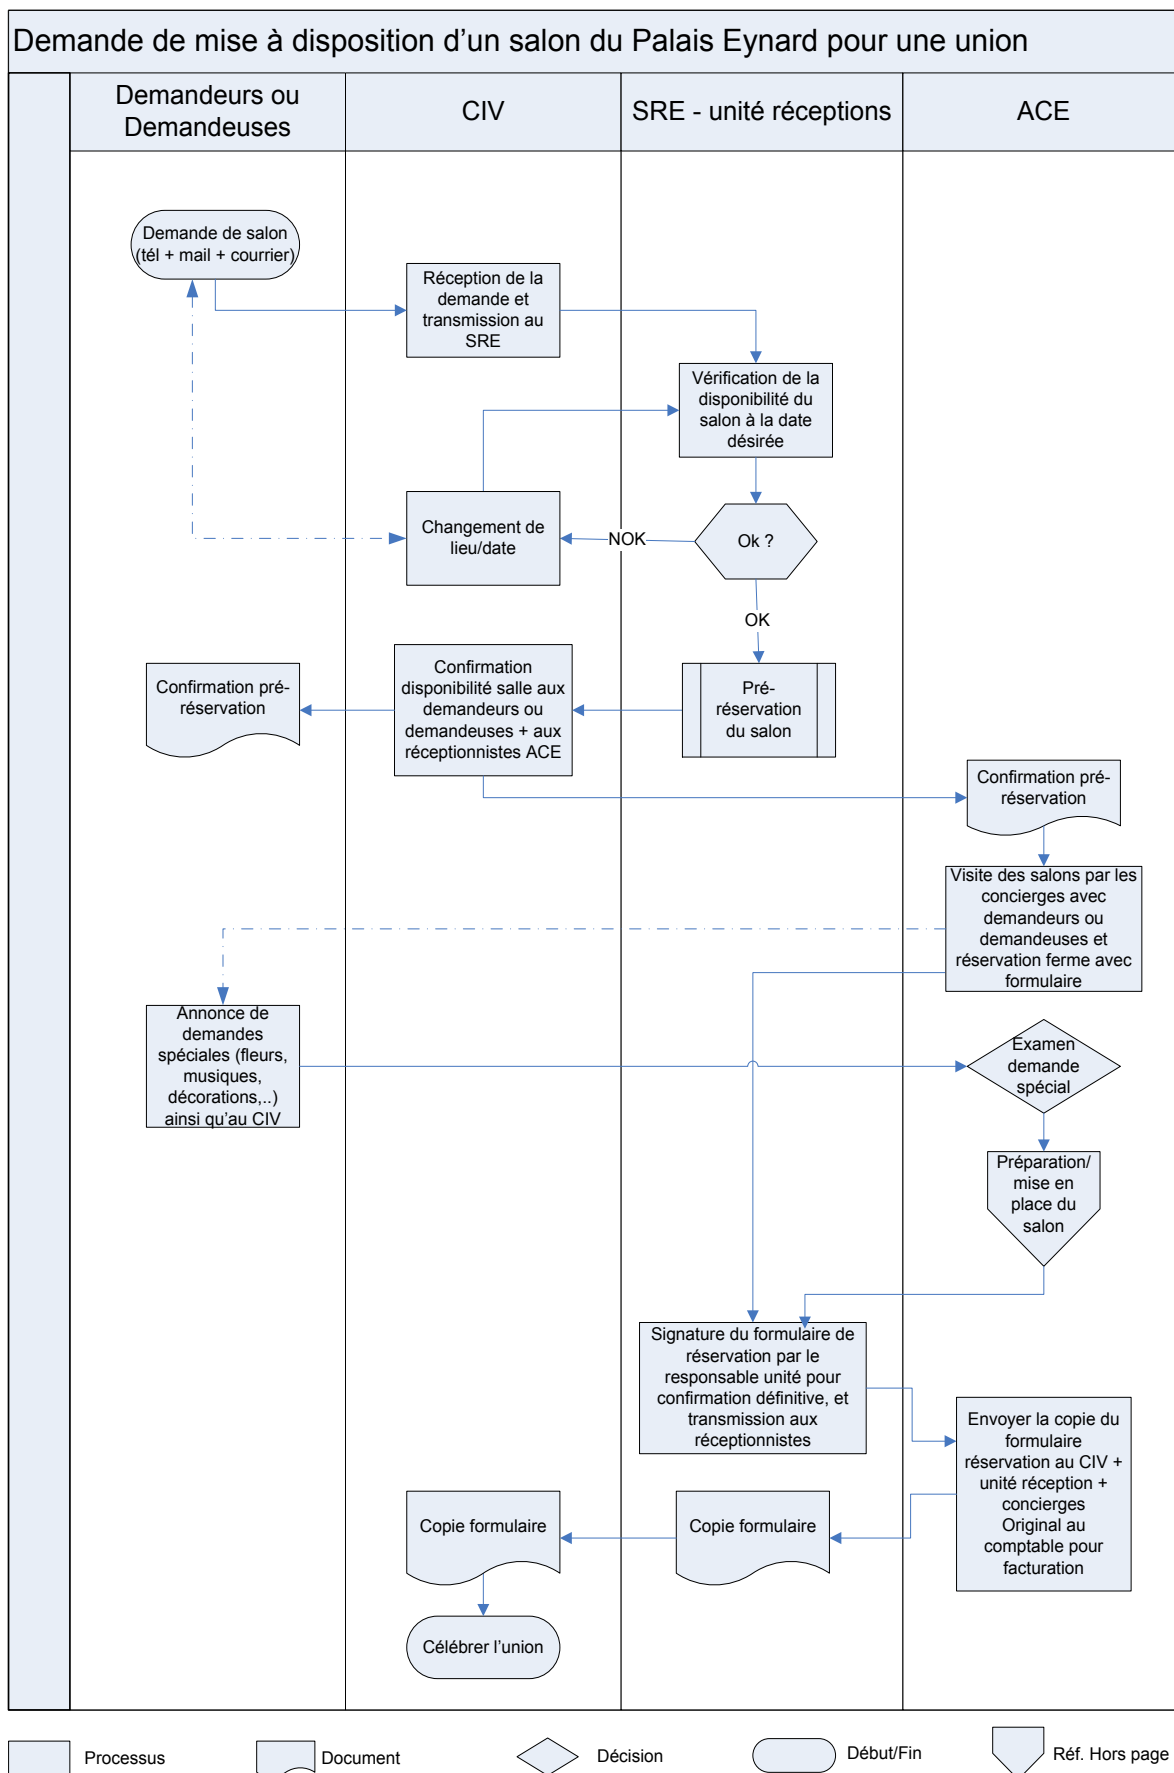 Demande de mise à disposition d'un salon du Palais Eynard pour une union
Demandeurs ou
Demandeuses
CIV
SRE - unité réceptions
ACE
Demande de salon
(tél + mail + courrier)
Réception de la
demande et
transmission au
SRE
Vérification de la
disponibilité du
salon à la date
désirée
Changement de
lieu/date
NOK
Ok ?
OK
Confirmation pré-
réservation
Confirmation
disponibilité salle aux
demandeurs ou
demandeuses + aux
réceptionnistes ACE
Pré-
réservation
du salon
Confirmation pré-
réservation
Visite des salons par les
concierges avec
demandeurs ou
demandeuses et
réservation ferme avec
formulaire
Annonce de
demandes
spéciales (fleurs,
musiques,
décorations,..)
ainsi qu'au CIV
Examen
demande
spécial
Préparation/
mise en
place du
salon
Signature du formulaire de
réservation par le
responsable unité pour
confirmation définitive, et
transmission aux
réceptionnistes
Envoyer la copie du
formulaire
réservation au CIV +
unité réception +
concierges
Original au
comptable pour
facturation
Copie formulaire
Copie formulaire
Célébrer l'union
Processus
Document
Décision
Début/Fin
Réf. Hors page